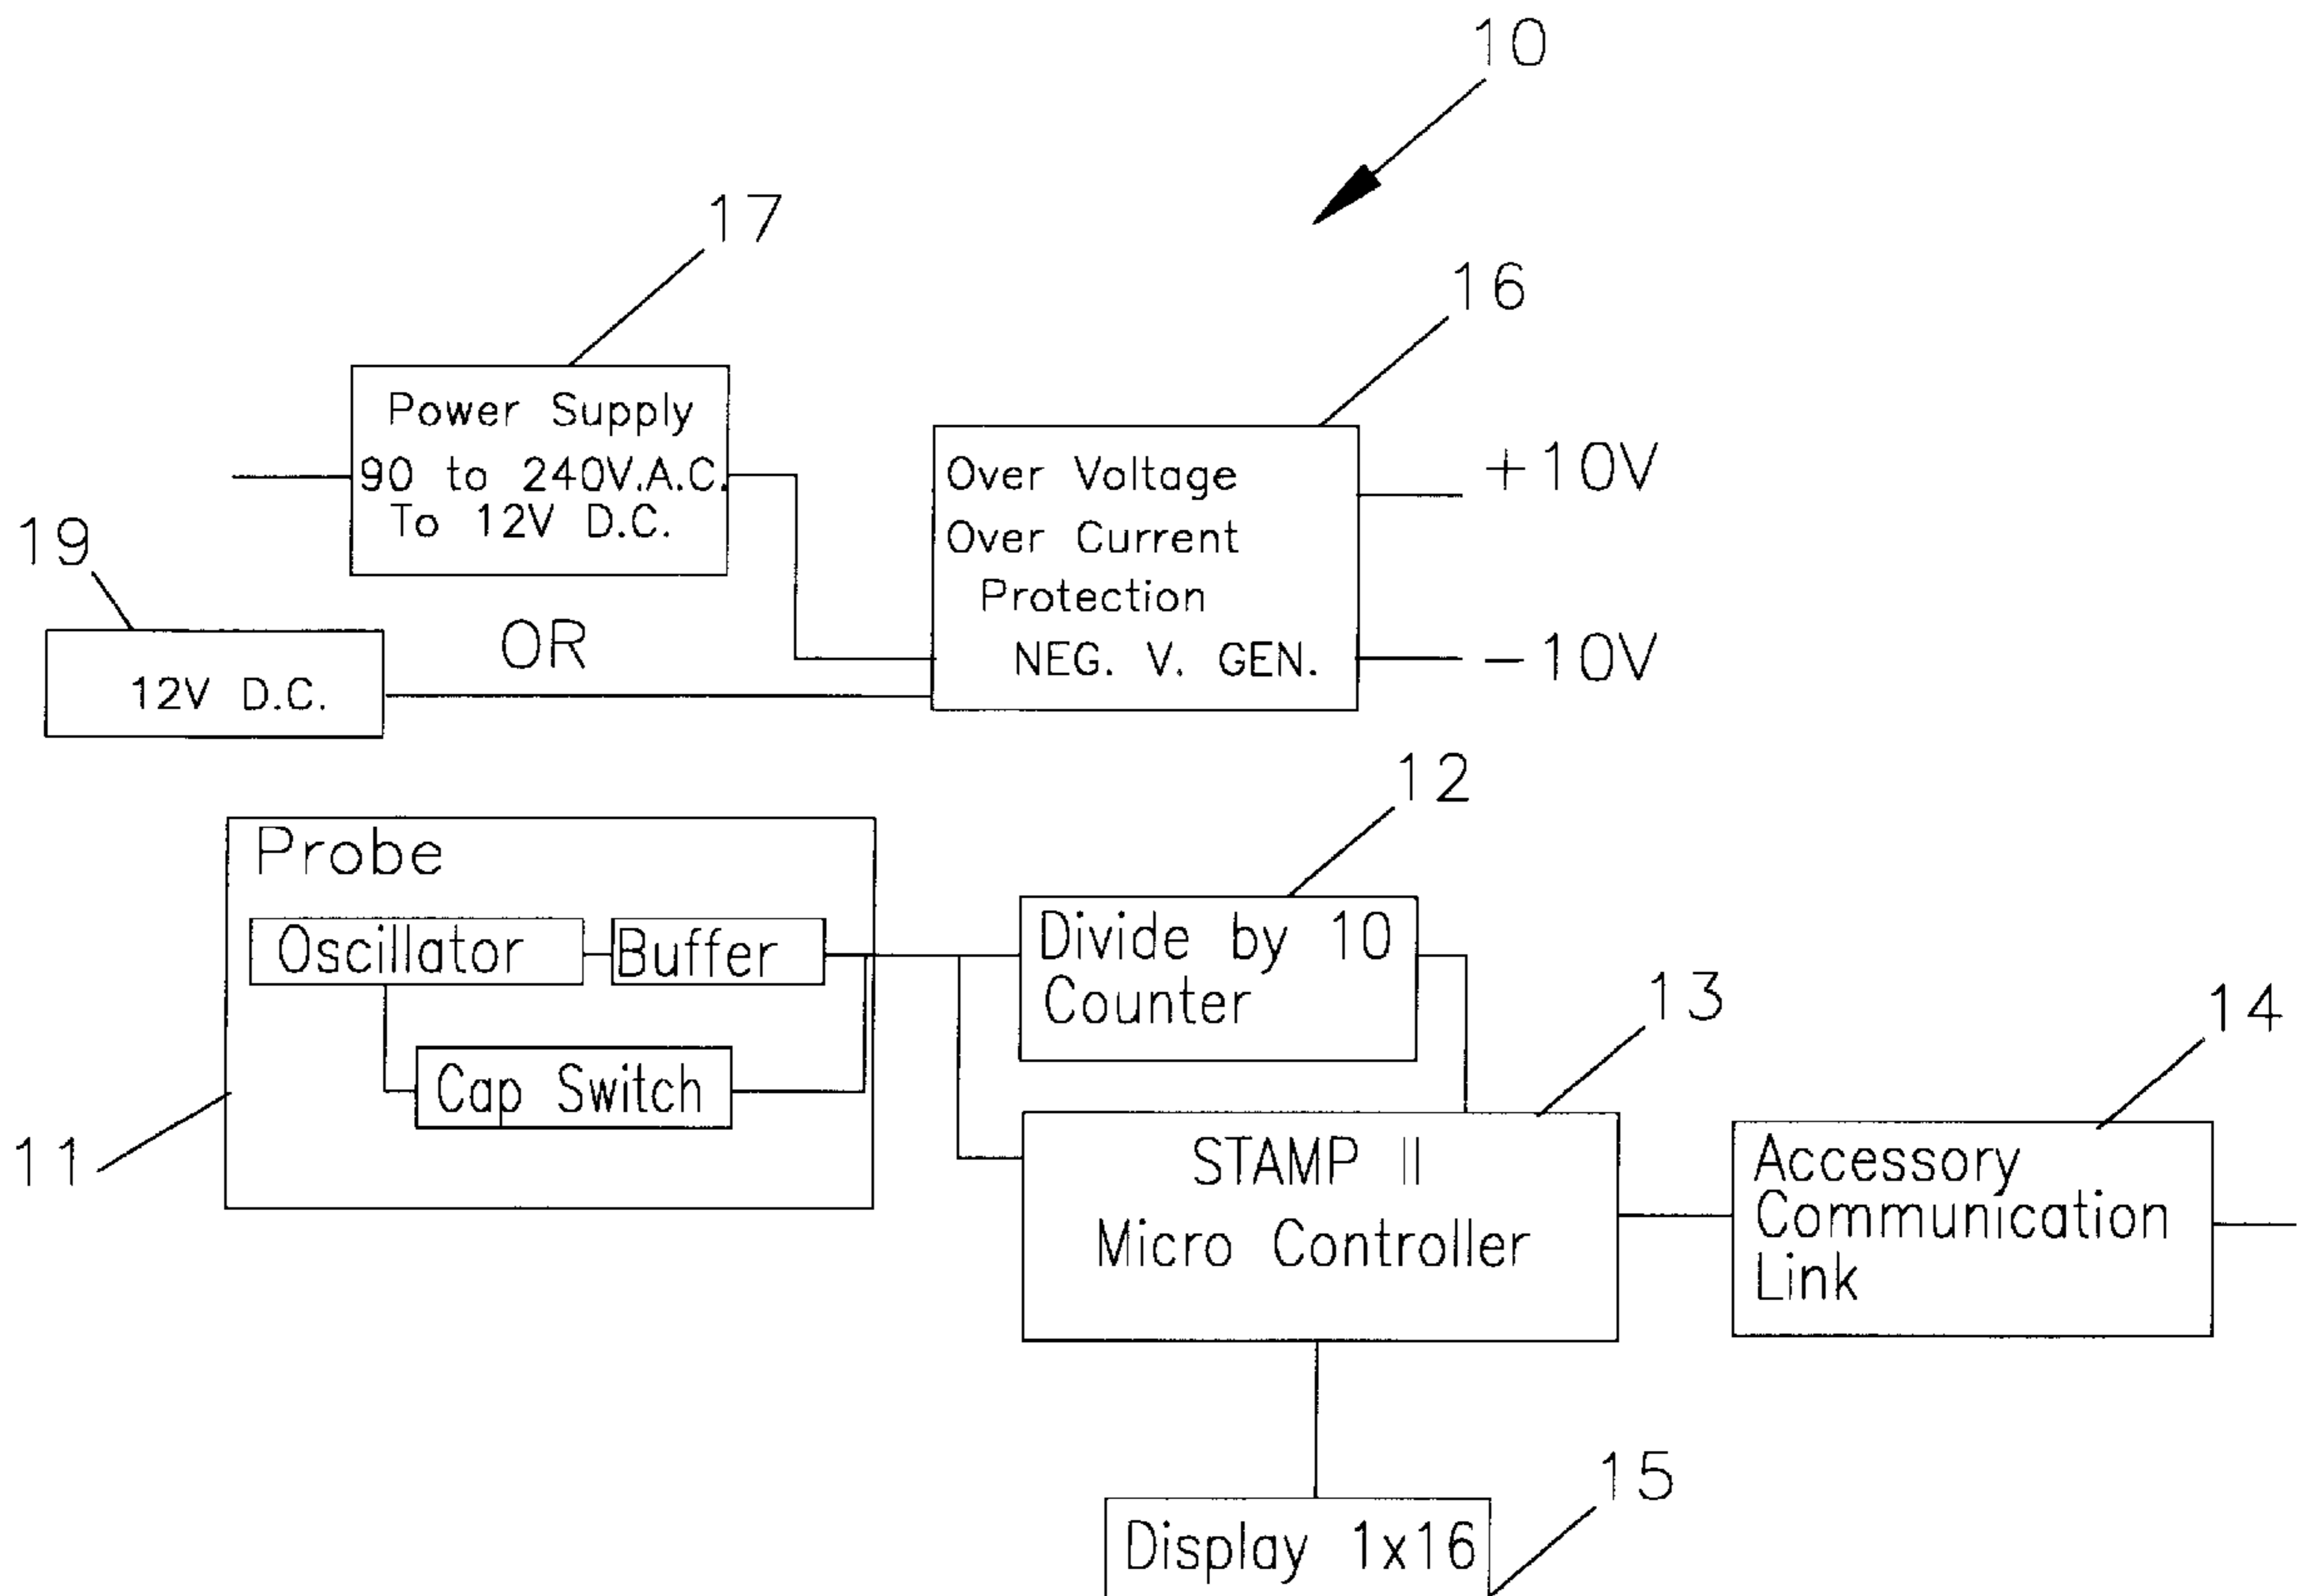 10
17
16
Power Supply
90 to 240V.A.C.
To 12V D.C.
Over Voltage
Over Current
Protection
NEG. V. GEN.
+10V
-10V
19
OR
12V D.C.
12
Probe
Oscillator
Buffer
Cap Switch
11
Divide by 10
Counter
13
14
STAMP II
Micro Controller
Accessory
Communication
Link
15
Display 1x16